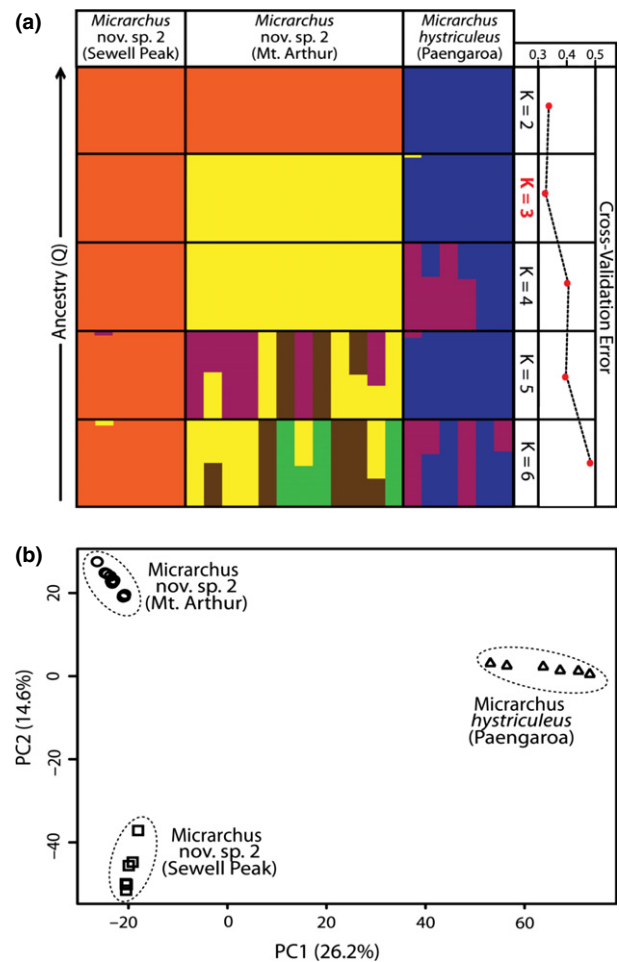 (a)
Micrarchus
nov. sp. 2
(Sewell Peak)
Micrarchus
nov. sp. 2
(Mt. Arthur)
Micrarchus
hystriculeus
(Paengaroa)
0.3 0.4 0.5
Ancestry (Q)
K = 2
K = 3
K = 4
K = 5
K = 6
Cross-Validation Error
(b)
Micrarchus
nov. sp. 2
(Mt. Arthur)
Micrarchus
hystriculeus
(Paengaroa)
Micrarchus
nov. sp. 2
(Sewell Peak)
PC2 (14.6%)
20
0
−20
−40
−20 0 20 40 60
PC1 (26.2%)